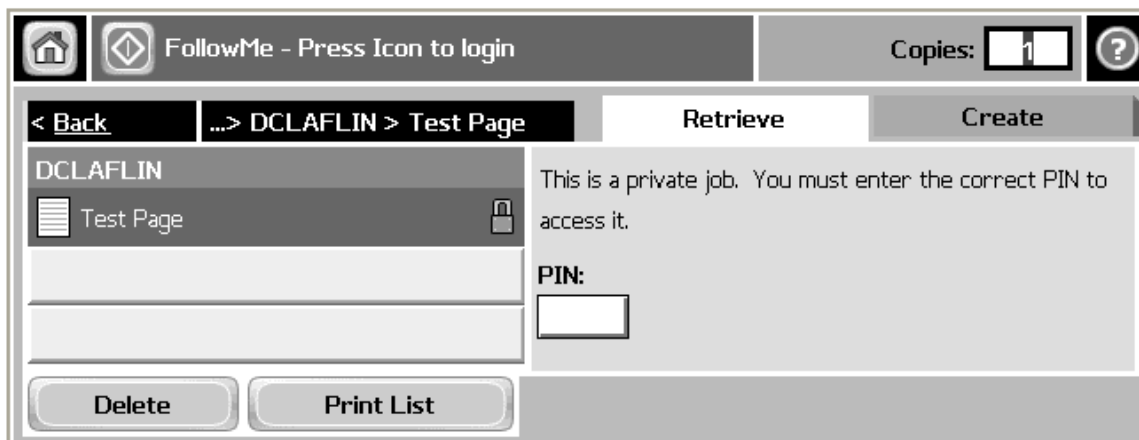 FollowMe - Press Icon to login
Copies: 1
?
< Back ...> DCLAFLIN > Test Page Retrieve Create
DCLAFLIN
Test Page
This is a private job. You must enter the correct PIN to
access it.
PIN:
Delete Print List